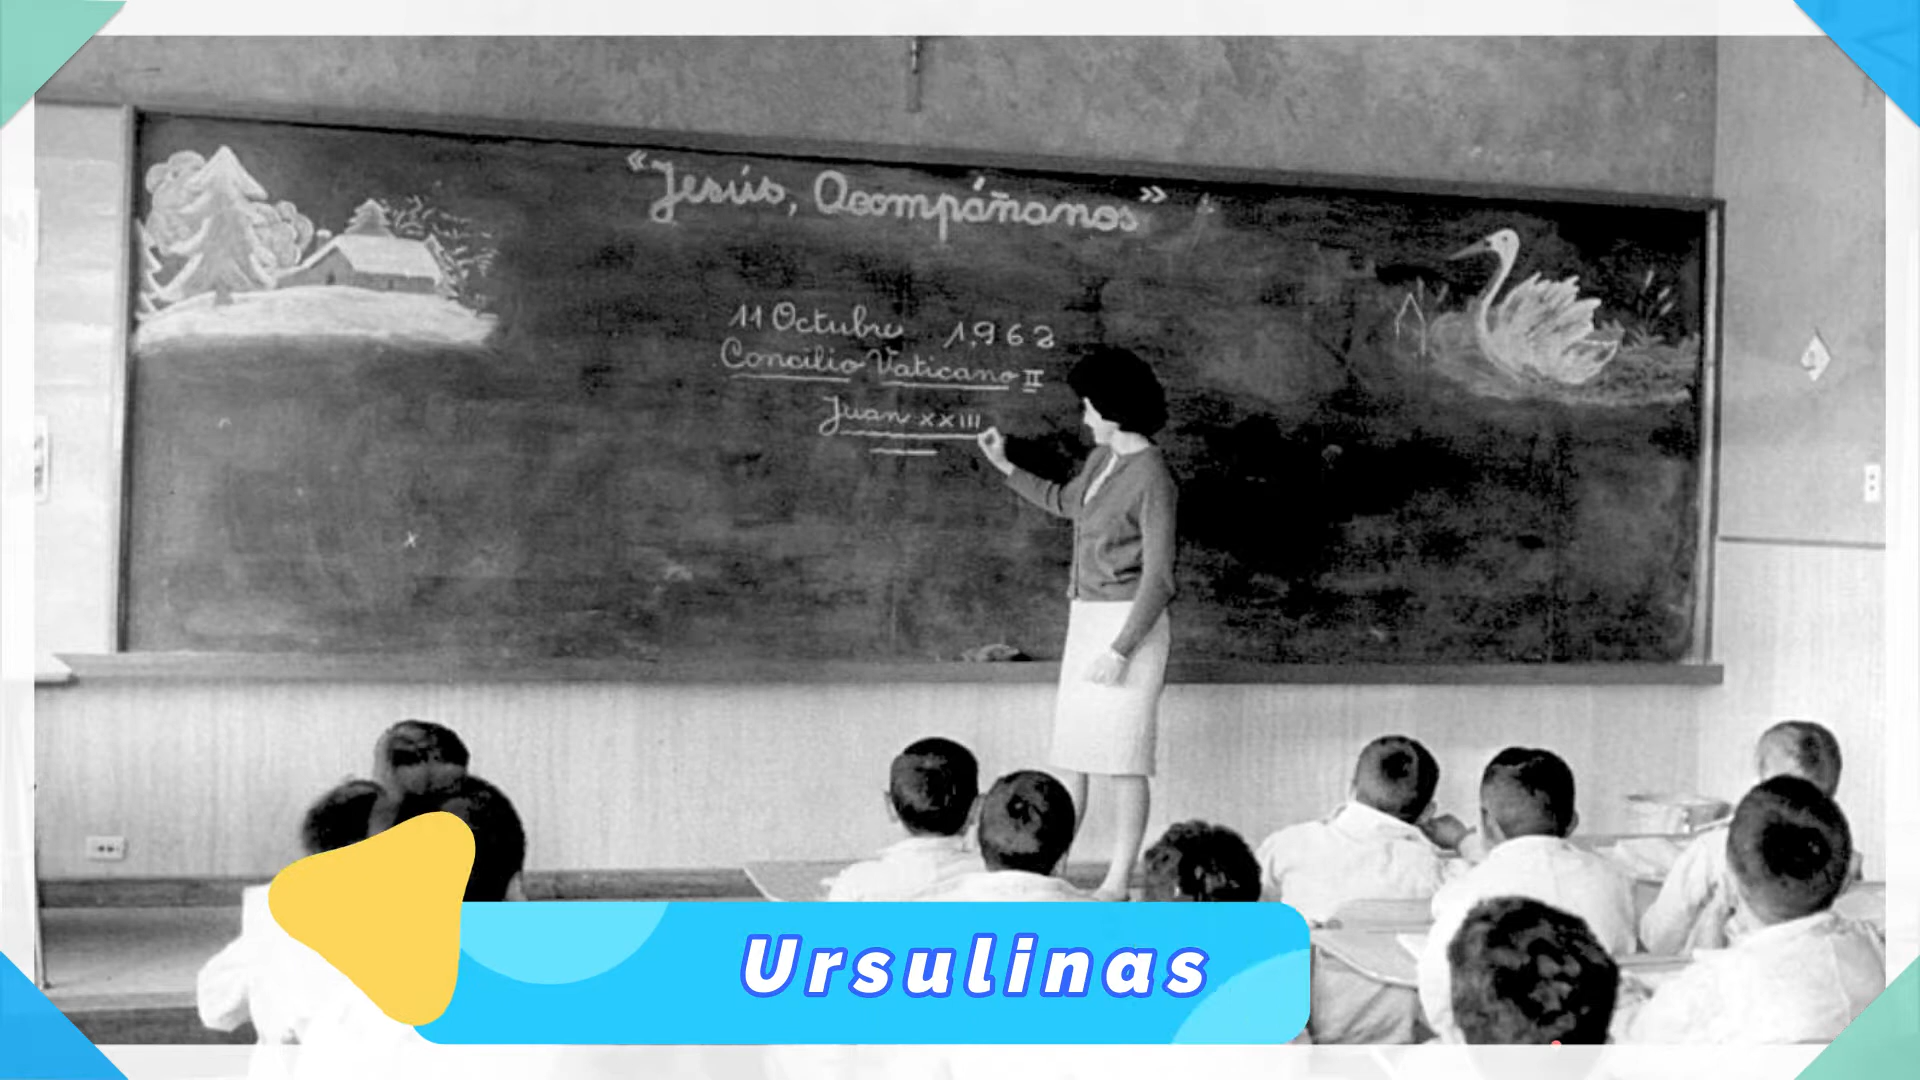 «Jesús, Acompáñanos»
11 Octubre 1.962
Concilio Vaticano II
Juan XXIII
Ursulinas